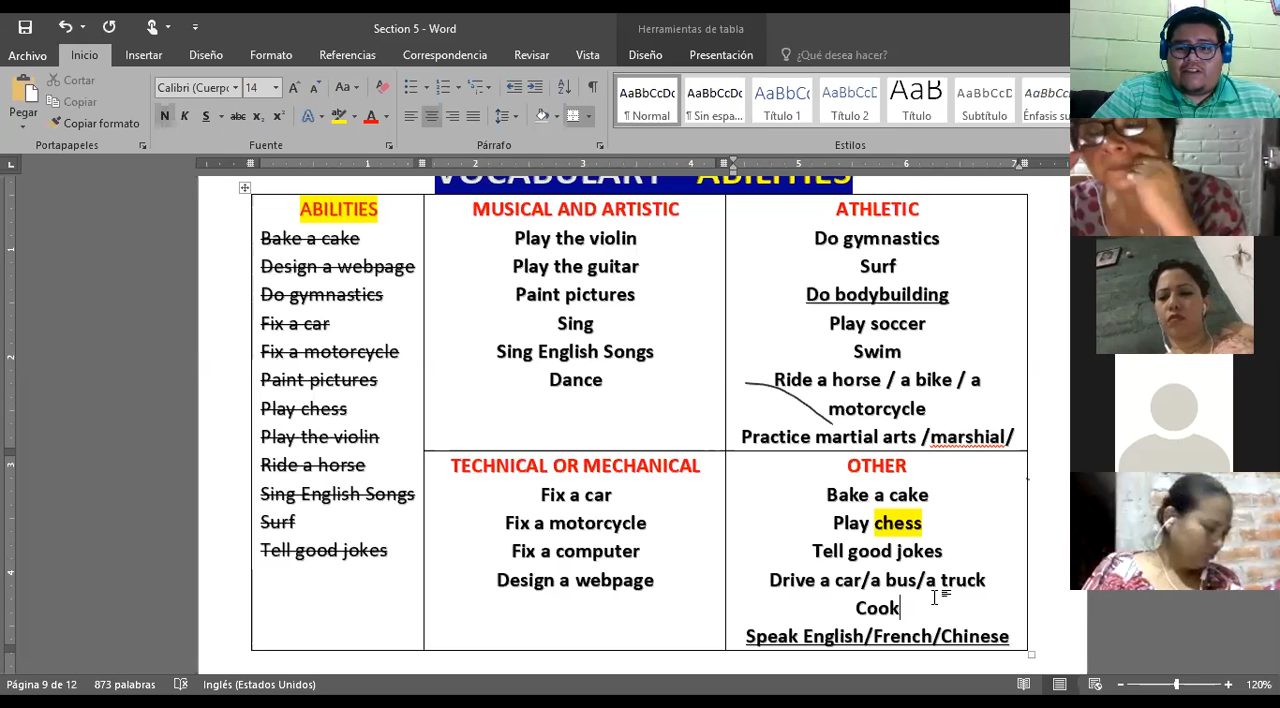 Section 5 - Word
Herramientas de tabla
Archivo Inicio Insertar Diseño Formato Referencias Correspondencia Revisar Vista Diseño Presentación ¿Qué desea hacer?
Cortar
Copiar
Pegar Copiar formato
Portapapeles
Calibri (Cuerpo 14
Fuente
Párrafo
AaBbCcDc AaBbCcDc AaBbCc AaBbCcC AaB AaBbCcD AaBbCcD
¶ Normal ¶ Sin espa... Título 1 Título 2 Título Subtítulo Énfasis su
Estilos
VOCABULARY ABILITIES
ABILITIES
Bake a cake
Design a webpage
Do gymnastics
Fix a car
Fix a motorcycle
Paint pictures
Play chess
Play the violin
Ride a horse
Sing English Songs
Surf
Tell good jokes
MUSICAL AND ARTISTIC
Play the violin
Play the guitar
Paint pictures
Sing
Sing English Songs
Dance
ATHLETIC
Do gymnastics
Surf
Do bodybuilding
Play soccer
Swim
Ride a horse / a bike / a
motorcycle
Practice martial arts /marshial/
TECHNICAL OR MECHANICAL
Fix a car
Fix a motorcycle
Fix a computer
Design a webpage
OTHER
Bake a cake
Play chess
Tell good jokes
Drive a car/a bus/a truck
Cook
Speak English/French/Chinese
Página 9 de 12 873 palabras Inglés (Estados Unidos) 120%